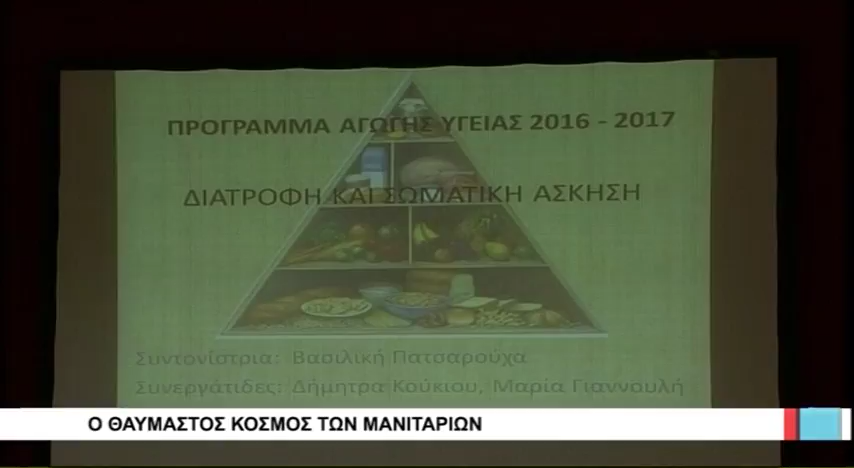 ΠΡΟΓΡΑΜΜΑ ΑΓΩΓΗΣ ΥΓΕΙΑΣ 2016 - 2017
ΔΙΑΤΡΟΦΗ ΚΑΙ ΣΩΜΑΤΙΚΗ ΑΣΚΗΣΗ
Συντονίστρια: Βασιλική Πατσαρούχα
Συνεργάτιδες: Δήμητρα Κούκιου, Μαρία Γιαννουλή
Ο ΘΑΥΜΑΣΤΟΣ ΚΟΣΜΟΣ ΤΩΝ ΜΑΝΙΤΑΡΙΩΝ